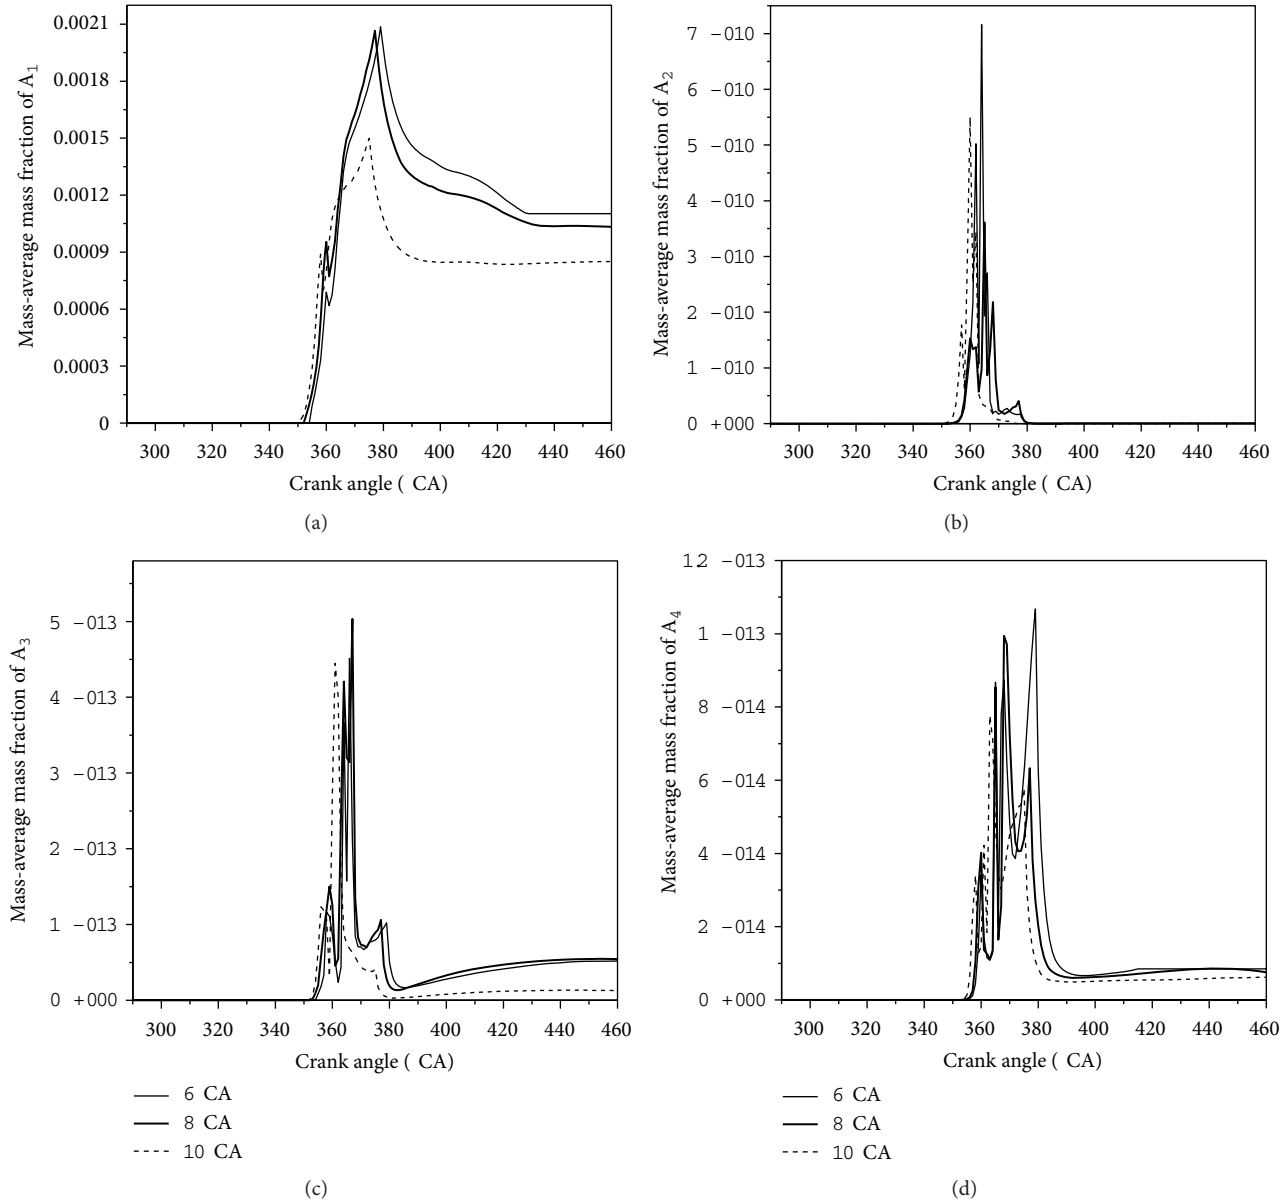 Mass-average mass fraction of A1
0.0021
0.0018
0.0015
0.0012
0.0009
0.0006
0.0003
0
300 320 340 360 380 400 420 440 460
Crank angle ( CA)
(a)
Mass-average mass fraction of A2
7 −010
6 −010
5 −010
4 −010
3 −010
2 −010
1 −010
0 +000
300 320 340 360 380 400 420 440 460
Crank angle ( CA)
(b)
Mass-average mass fraction of A3
5 −013
4 −013
3 −013
2 −013
1 −013
0 +000
300 320 340 360 380 400 420 440 460
Crank angle ( CA)
6 CA
8 CA
10 CA
(c)
Mass-average mass fraction of A4
12 −013
1 −013
8 −014
6 −014
4 −014
2 −014
0 +000
300 320 340 360 380 400 420 440 460
Crank angle ( CA)
6 CA
8 CA
10 CA
(d)